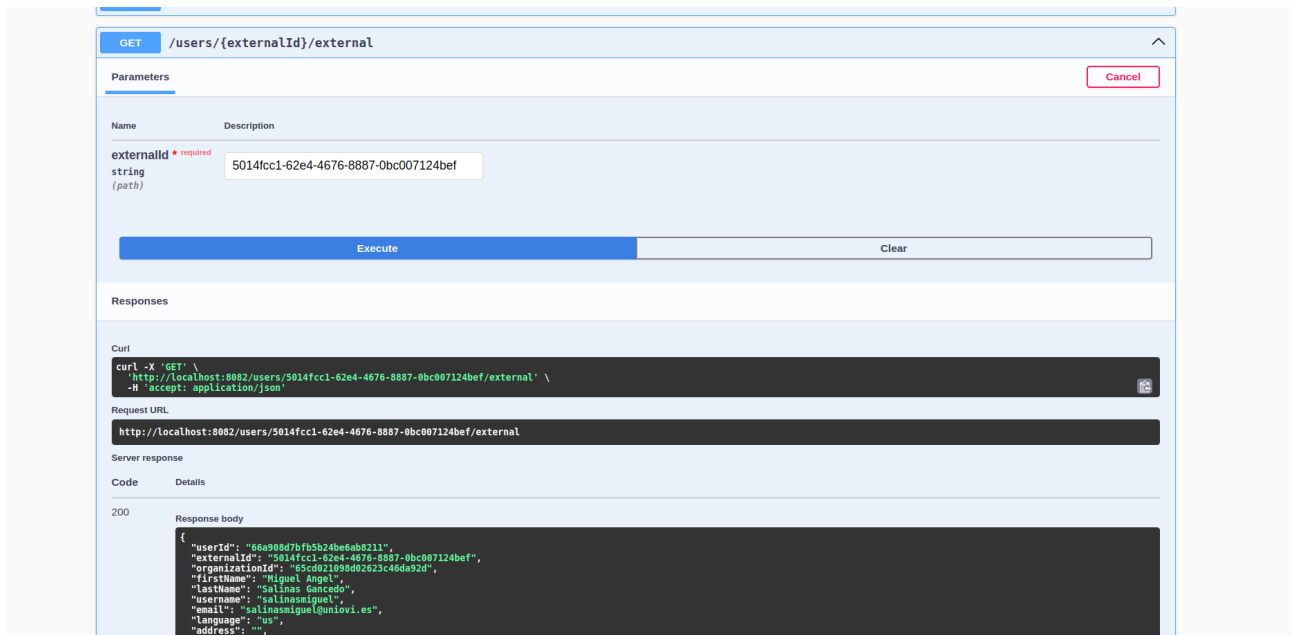 GET /users/{externalId}/external
Parameters
Cancel
Name Description
externalId * required
string
(path)
5014fcc1-62e4-4676-8887-0bc007124bef
Execute Clear
Responses
Curl
curl -X 'GET' \
'http://localhost:8082/users/5014fcc1-62e4-4676-8887-0bc007124bef/external' \
-H 'accept: application/json'
Request URL
http://localhost:8082/users/5014fcc1-62e4-4676-8887-0bc007124bef/external
Server response
Code Details
200
Response body
{
"userId": "66a908d7bfb5b24be6ab8211",
"externalId": "5014fcc1-62e4-4676-8887-0bc007124bef",
"organizationId": "65cd021098d02623c46da92d",
"firstName": "Miguel Angel",
"lastName": "Salinas Gancedo",
"username": "salinasmiguel",
"email": "salinasmiguel@uniovi.es",
"language": "us",
"address": "",